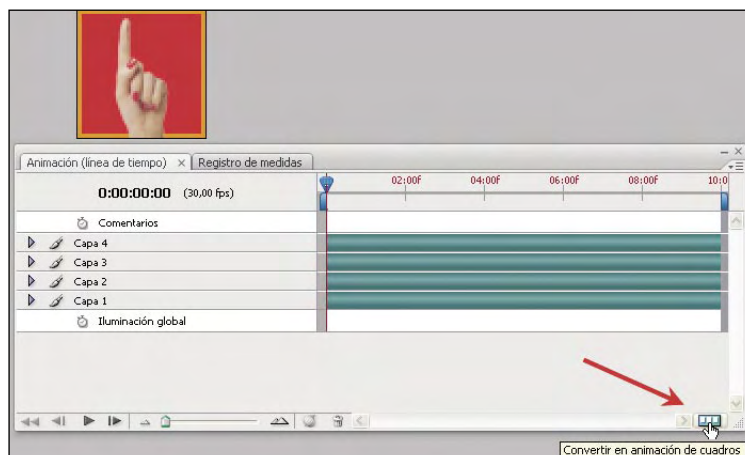 Animación (línea de tiempo) × Registro de medidas
0:00:00:00 (30,00 fps)
02:00f 04:00f 06:00f 08:00f 10:0
Comentarios
Capa 4
Capa 3
Capa 2
Capa 1
Iluminación global
Convertir en animación de cuadros